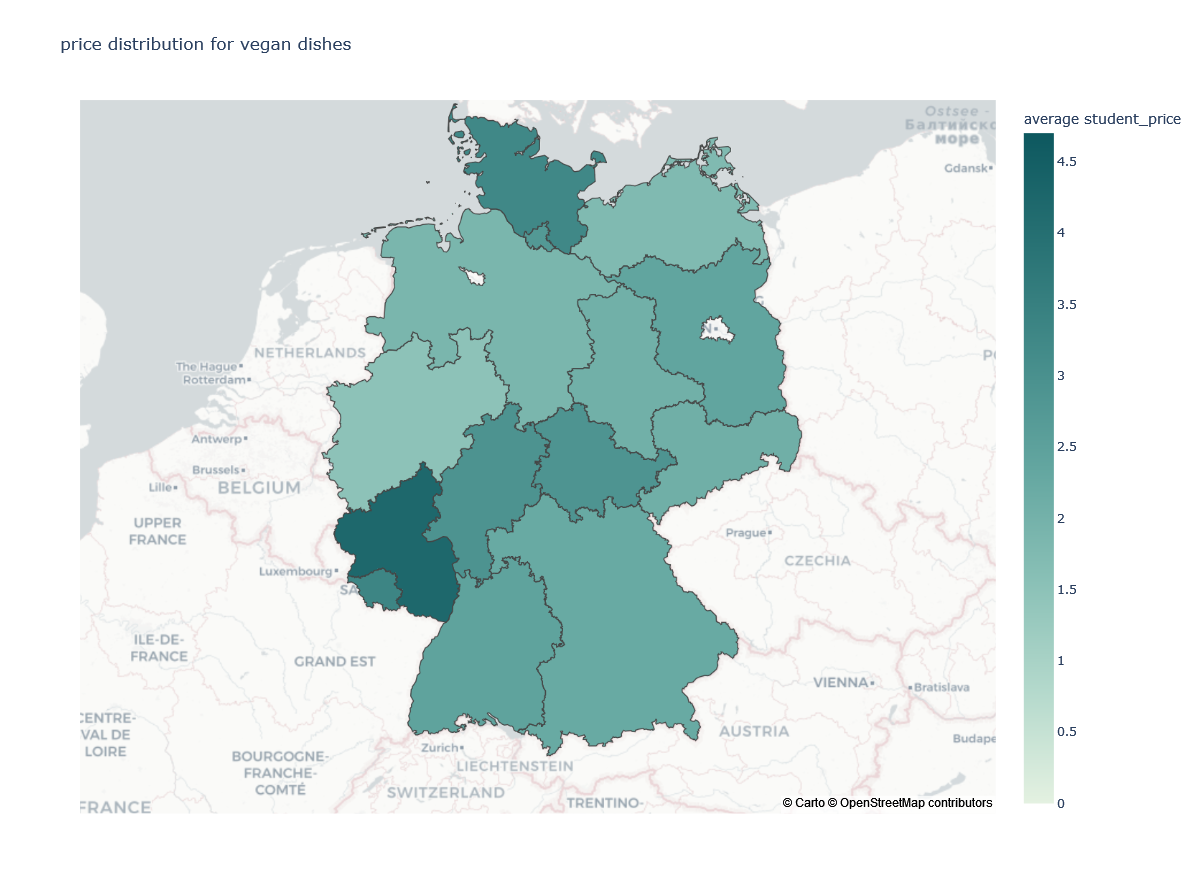 price distribution for vegan dishes
average student_price
Ostsee -
Балтийско
море
Gdansk
4.5
4
3.5
3
2.5
2
1.5
1
0.5
0
NETHERLANDS
The Hague
Rotterdam
Antwerp
Brussels
BELGIUM
Lille
UPPER
FRANCE
Luxembourg
SA
Prague
CZECHIA
ILE-DE-
FRANCE
GRAND EST
VIENNA
Bratislava
CENTRE-
VAL DE
LOIRE
AUSTRIA
Budape
Zurich
BOURGOGNE-
FRANCHE-
COMTÉ
LIECHTENSTEIN
SWITZERLAND
FRANCE
TRENTINO-
© Carto © OpenStreetMap contributors